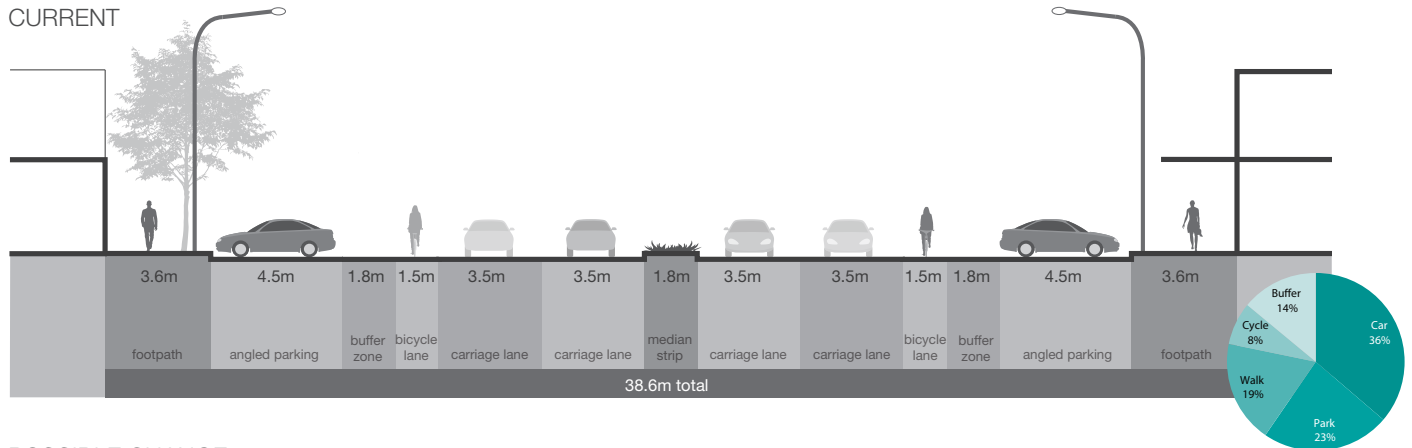 CURRENT
3.6m 4.5m 1.8m 1.5m 3.5m 3.5m 1.8m 3.5m 3.5m 1.5m 1.8m 4.5m 3.6m
footpath
angled parking
buffer
zone
bicycle
lane
carriage lane
carriage lane
median
strip
carriage lane
carriage lane
bicycle
lane
buffer
zone
angled parking
footpath
38.6m total
Buffer
14%
Car
36%
Cycle
8%
Walk
19%
Park
23%